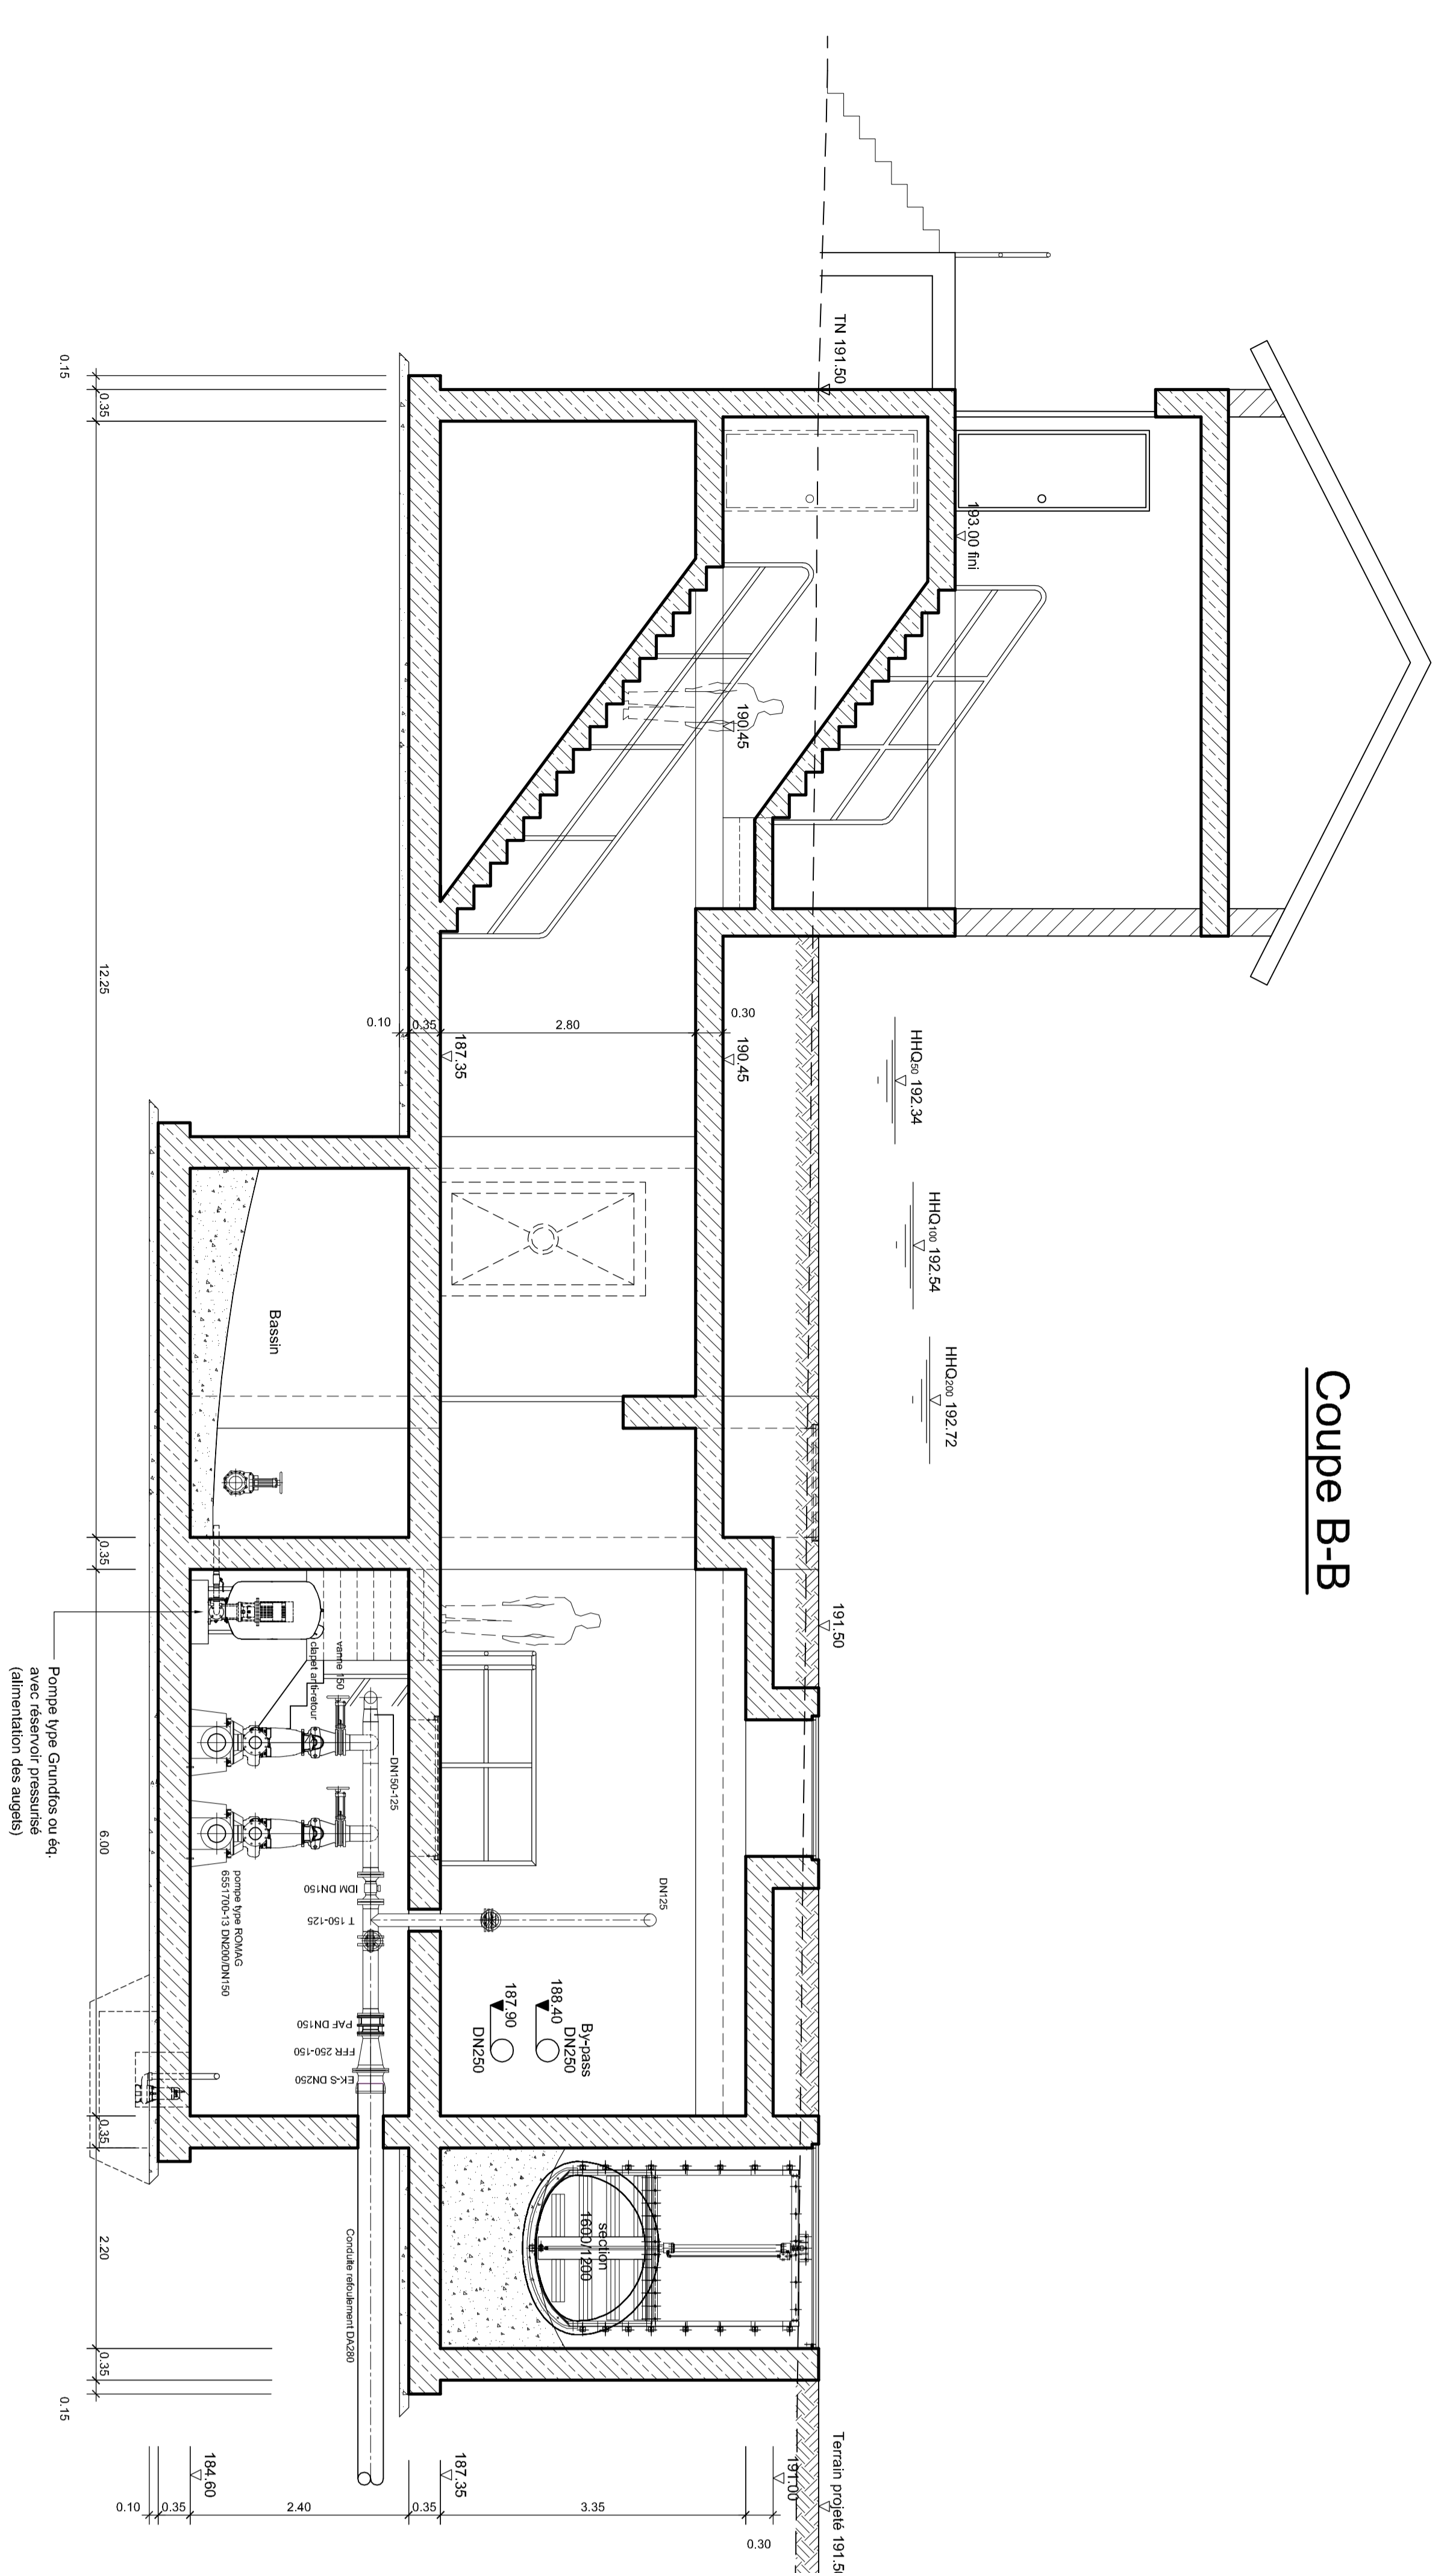 Coupe B-B
TN 191.50
193.00 fini
190.45
HHQ50 192.34
HHQ100 192.54
HHQ200 192.72
191.50
Terrain projeté 191.50
0.30
190.45
2.80
187.35
0.35
0.10
Bassin
vanne 150
clapet anti-retour
DN150-125
DN125
By-pass
DN250
188.40
187.90
DN250
IDM DN150
T 150-125
PAF DN150
FFR 250-150
EK-S DN250
pompe type ROMAG
6551700-13 DN200/DN150
section
1600/1200
Conduite refoulement DA280
Pompe type Grundfos ou éq.
avec réservoir pressurisé
(alimentation des augets)
0.15
0.35
12.25
0.35
6.00
0.35
2.20
0.35
0.15
191.00
187.35
184.60
0.30
3.35
0.35
2.40
0.35
0.10